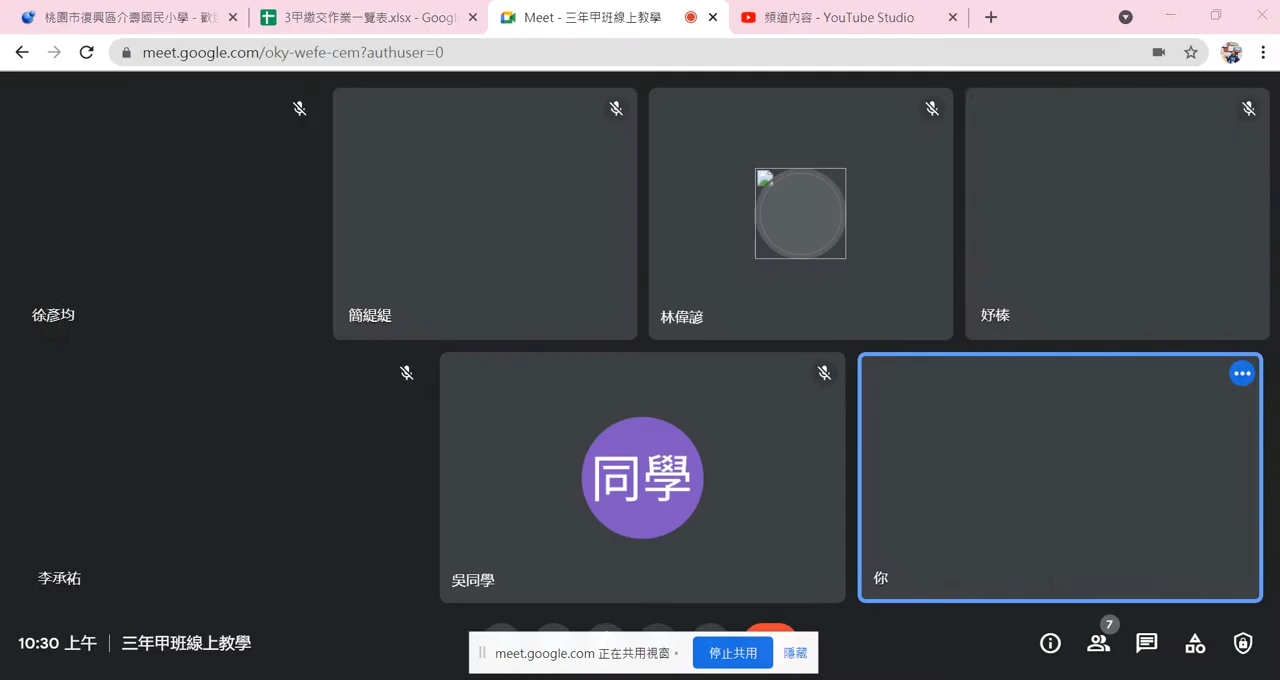 桃園市復興區介壽國民小學 - 歡
3甲繳交作業一覽表.xlsx - Goog
Meet - 三年甲班線上教學
頻道內容 - YouTube Studio
meet.google.com/oky-wefe-cem?authuser=0
徐彥均
簡緹緹
林偉諺
妤榛
同學
李承祐
吳同學
你
10:30 上午
三年甲班線上教學
meet.google.com 正在共用視窗。
停止共用
隱藏
7